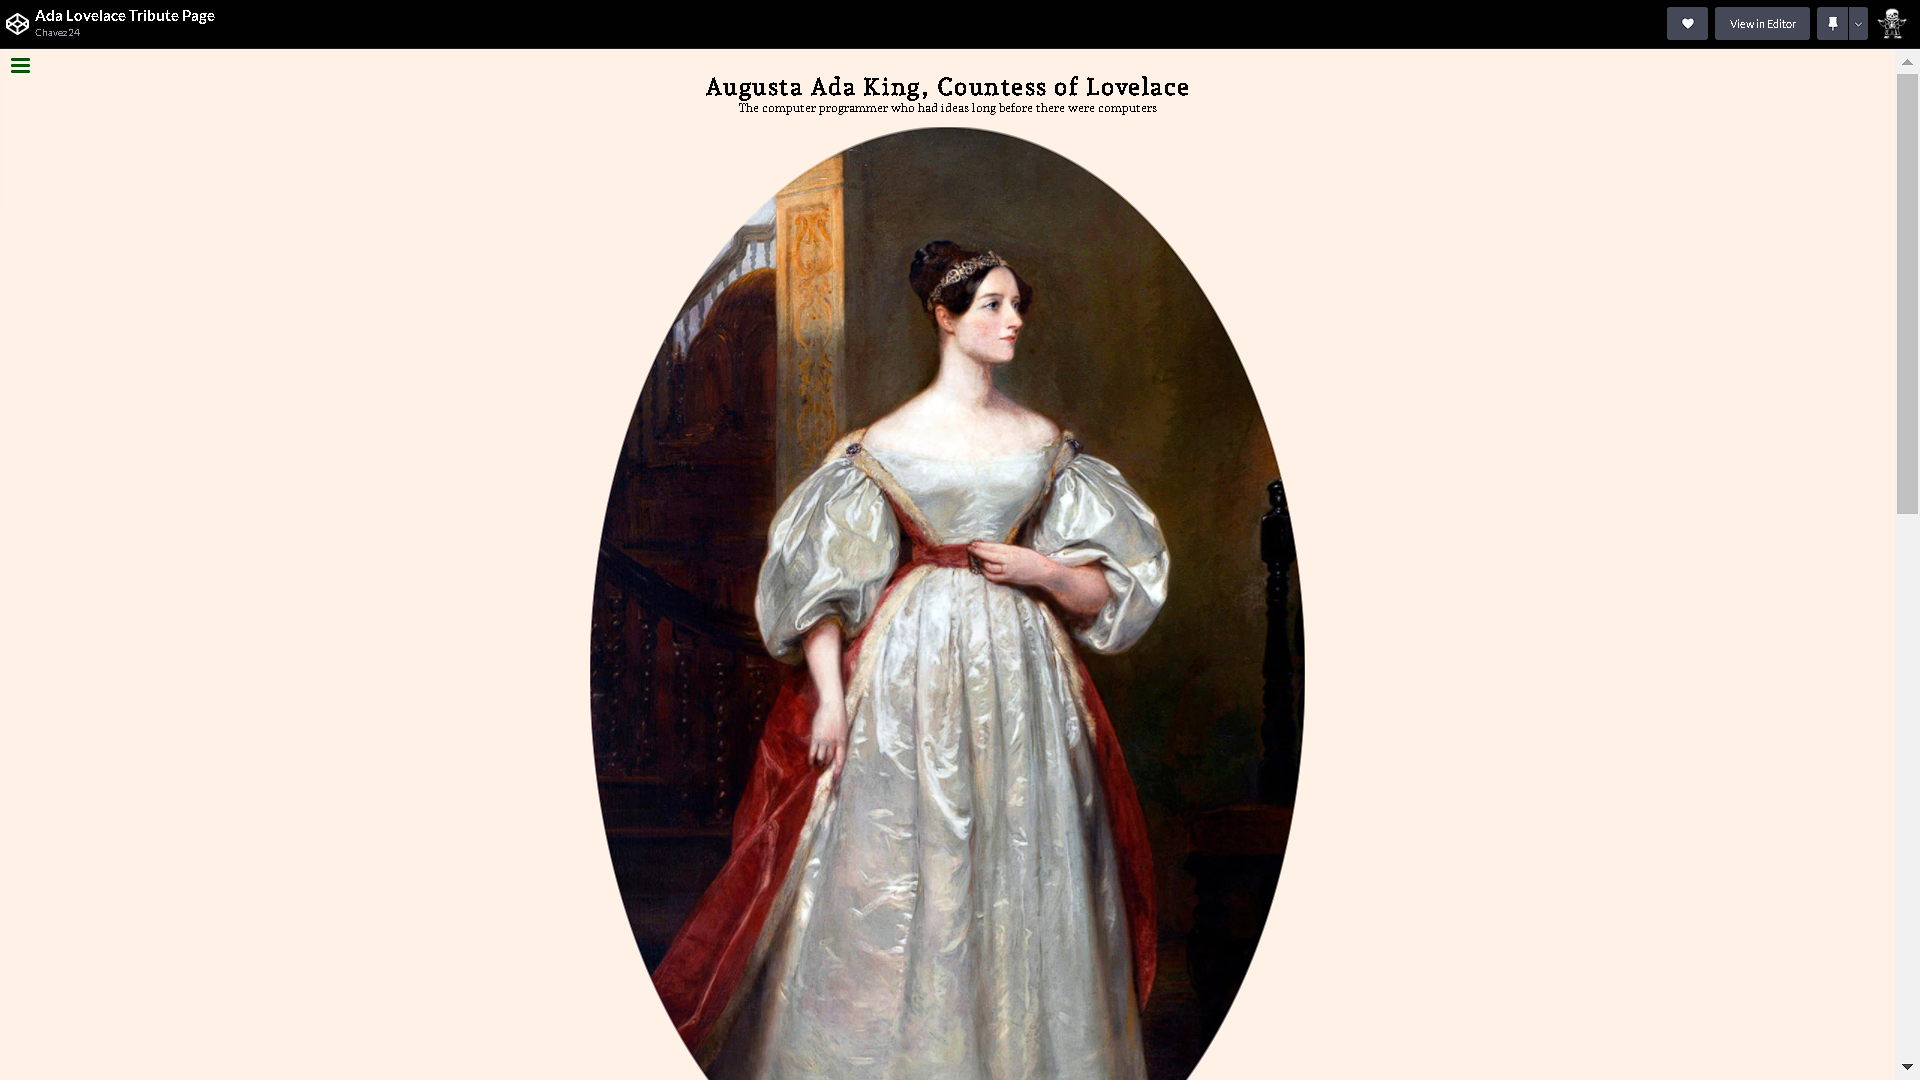 Ada Lovelace Tribute Page
Chavez24
View in Editor
Augusta Ada King, Countess of Lovelace
The computer programmer who had ideas long before there were computers